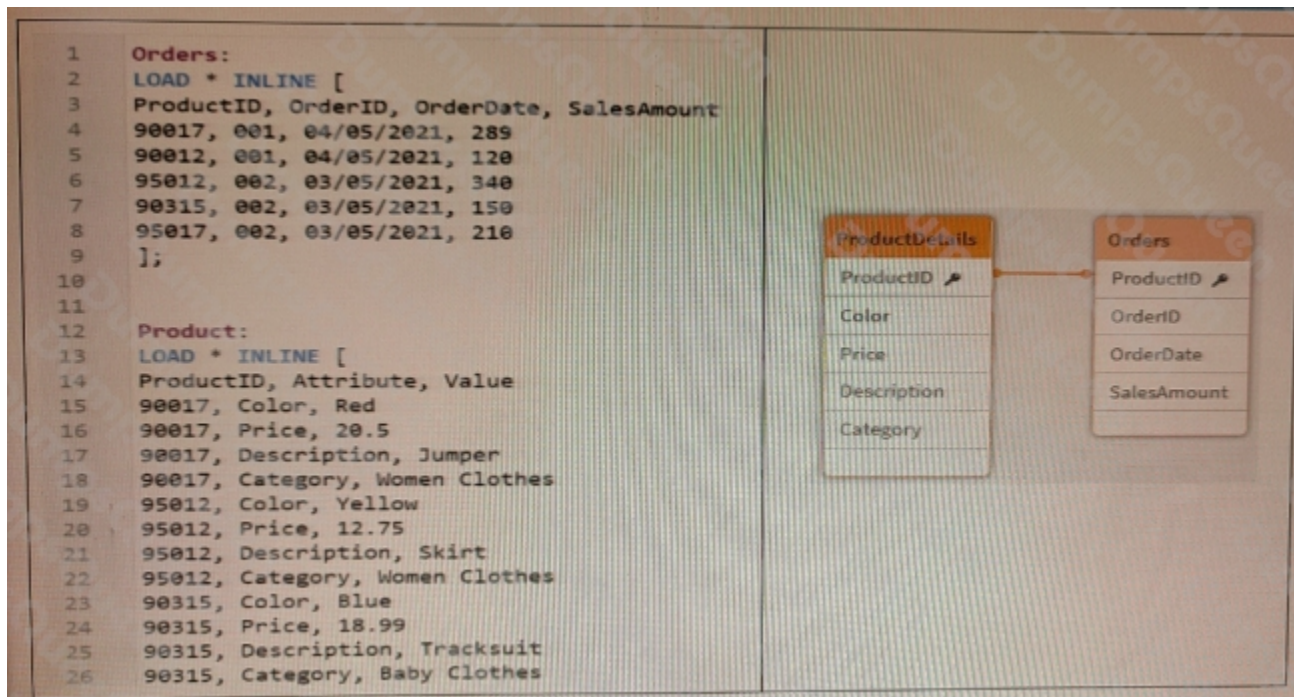 1 Orders:
2 LOAD * INLINE [
3 ProductID, OrderID, OrderDate, SalesAmount
4 90017, 001, 04/05/2021, 289
5 90012, 001, 04/05/2021, 120
6 95012, 002, 03/05/2021, 340
7 90315, 002, 03/05/2021, 150
8 95017, 002, 03/05/2021, 210
9 ];
10
11
12 Product:
13 LOAD * INLINE [
14 ProductID, Attribute, Value
15 90017, Color, Red
16 90017, Price, 20.5
17 90017, Description, Jumper
18 90017, Category, Women Clothes
19 95012, Color, Yellow
20 95012, Price, 12.75
21 95012, Description, Skirt
22 95012, Category, Women Clothes
23 90315, Color, Blue
24 90315, Price, 18.99
25 90315, Description, Tracksuit
26 90315, Category, Baby Clothes
ProductDetails
ProductID
Color
Price
Description
Category
Orders
ProductID
OrderID
OrderDate
SalesAmount
DumpsQueen
DumpsQueen